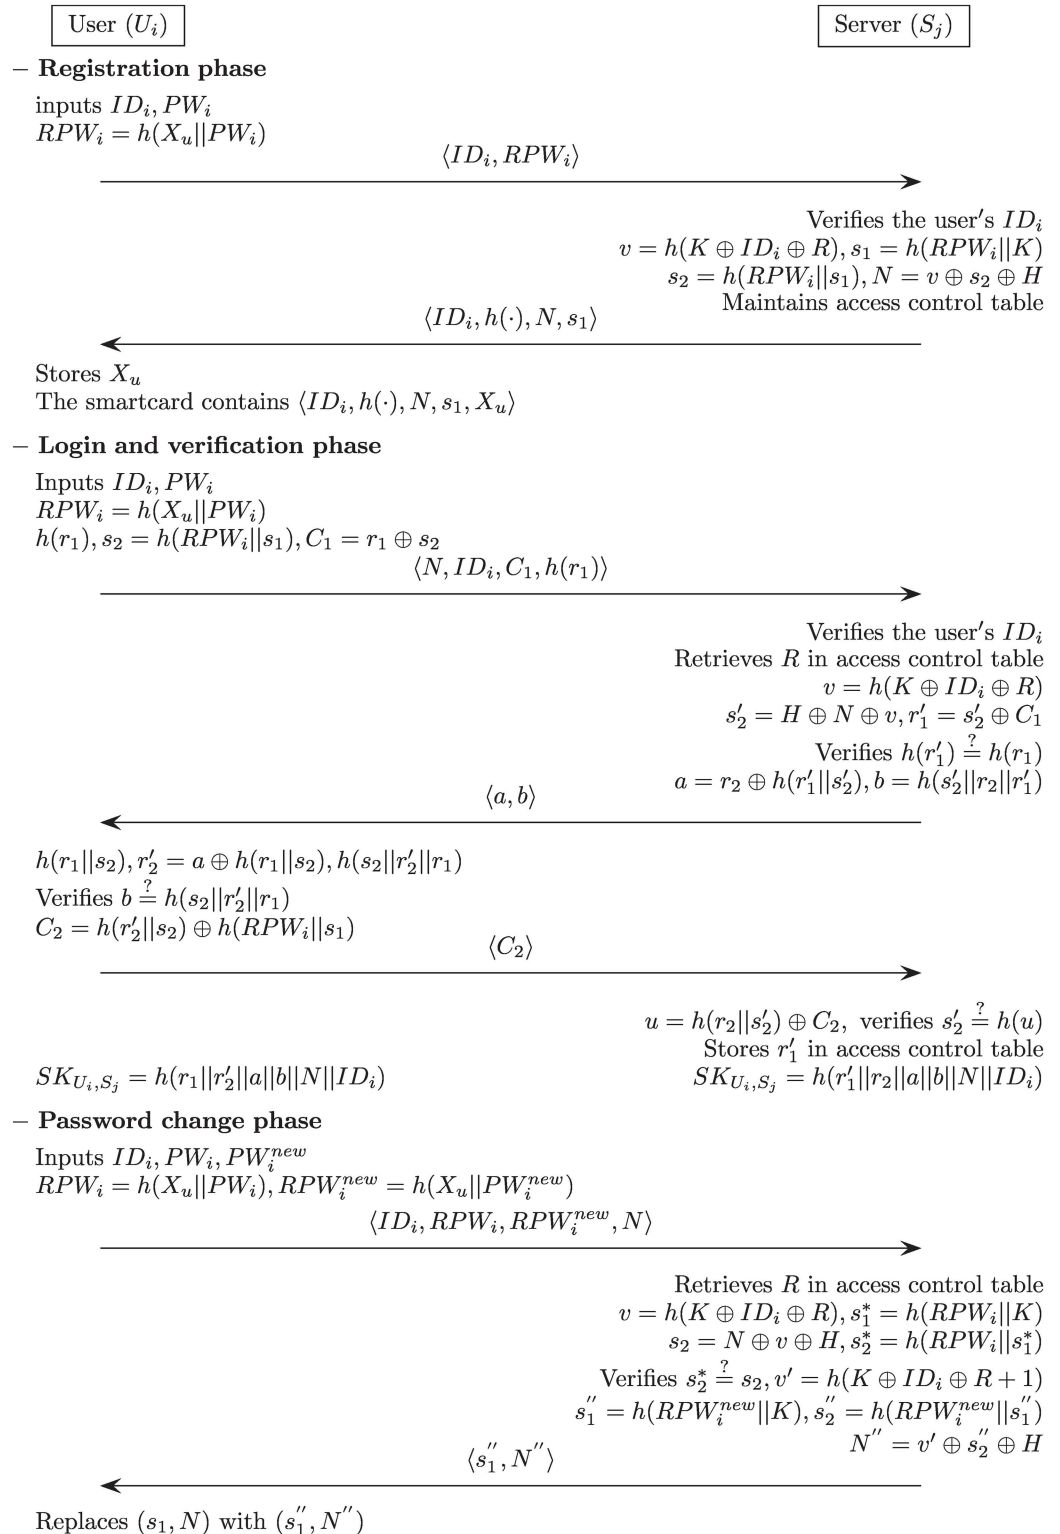 User (U_i)
Server (S_j)
– Registration phase
inputs ID_i, PW_i
RPW_i = h(X_u||PW_i)
⟨ID_i, RPW_i⟩
Verifies the user′s ID_i
v = h(K ⊕ ID_i ⊕ R), s_1 = h(RPW_i||K)
s_2 = h(RPW_i||s_1), N = v ⊕ s_2 ⊕ H
Maintains access control table
⟨ID_i, h(·), N, s_1⟩
Stores X_u
The smartcard contains ⟨ID_i, h(·), N, s_1, X_u⟩
– Login and verification phase
Inputs ID_i, PW_i
RPW_i = h(X_u||PW_i)
h(r_1), s_2 = h(RPW_i||s_1), C_1 = r_1 ⊕ s_2
⟨N, ID_i, C_1, h(r_1)⟩
Verifies the user′s ID_i
Retrieves R in access control table
v = h(K ⊕ ID_i ⊕ R)
s′_2 = H ⊕ N ⊕ v, r′_1 = s′_2 ⊕ C_1
Verifies h(r′_1) ≟ h(r_1)
a = r_2 ⊕ h(r′_1||s′_2), b = h(s′_2||r_2||r′_1)
⟨a, b⟩
h(r_1||s_2), r′_2 = a ⊕ h(r_1||s_2), h(s_2||r′_2||r_1)
Verifies b ≟ h(s_2||r′_2||r_1)
C_2 = h(r′_2||s_2) ⊕ h(RPW_i||s_1)
⟨C_2⟩
u = h(r_2||s′_2) ⊕ C_2, verifies s′_2 ≟ h(u)
Stores r′_1 in access control table
SK_{U_i,S_j} = h(r_1||r′_2||a||b||N||ID_i)
SK_{U_i,S_j} = h(r′_1||r_2||a||b||N||ID_i)
– Password change phase
Inputs ID_i, PW_i, PW_i^{new}
RPW_i = h(X_u||PW_i), RPW_i^{new} = h(X_u||PW_i^{new})
⟨ID_i, RPW_i, RPW_i^{new}, N⟩
Retrieves R in access control table
v = h(K ⊕ ID_i ⊕ R), s_1^* = h(RPW_i||K)
s_2 = N ⊕ v ⊕ H, s_2^* = h(RPW_i||s_1^*)
Verifies s_2^* ≟ s_2, v′ = h(K ⊕ ID_i ⊕ R + 1)
s″_1 = h(RPW_i^{new}||K), s″_2 = h(RPW_i^{new}||s″_1)
N″ = v′ ⊕ s″_2 ⊕ H
⟨s″_1, N″⟩
Replaces (s_1, N) with (s″_1, N″)